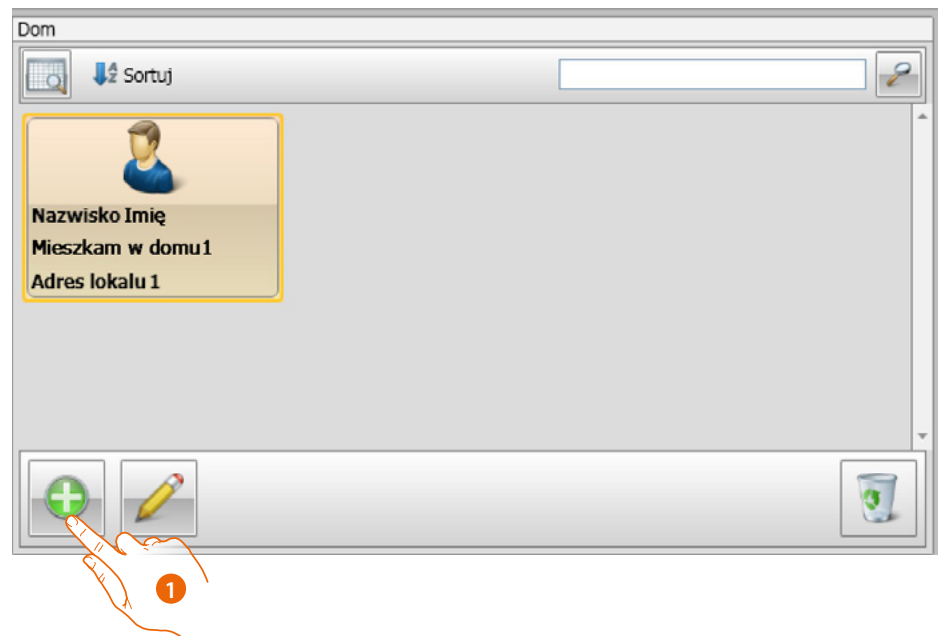 Dom
Sortuj
Nazwisko Imię
Mieszkam w domu1
Adres lokalu 1
1